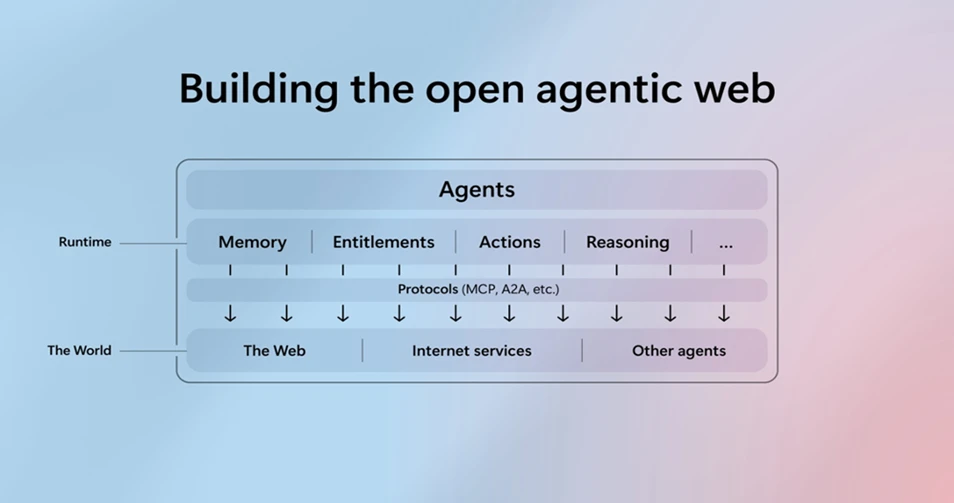 Building the open agentic web
Agents
Runtime
Memory
Entitlements
Actions
Reasoning
...
Protocols (MCP, A2A, etc.)
The World
The Web
Internet services
Other agents